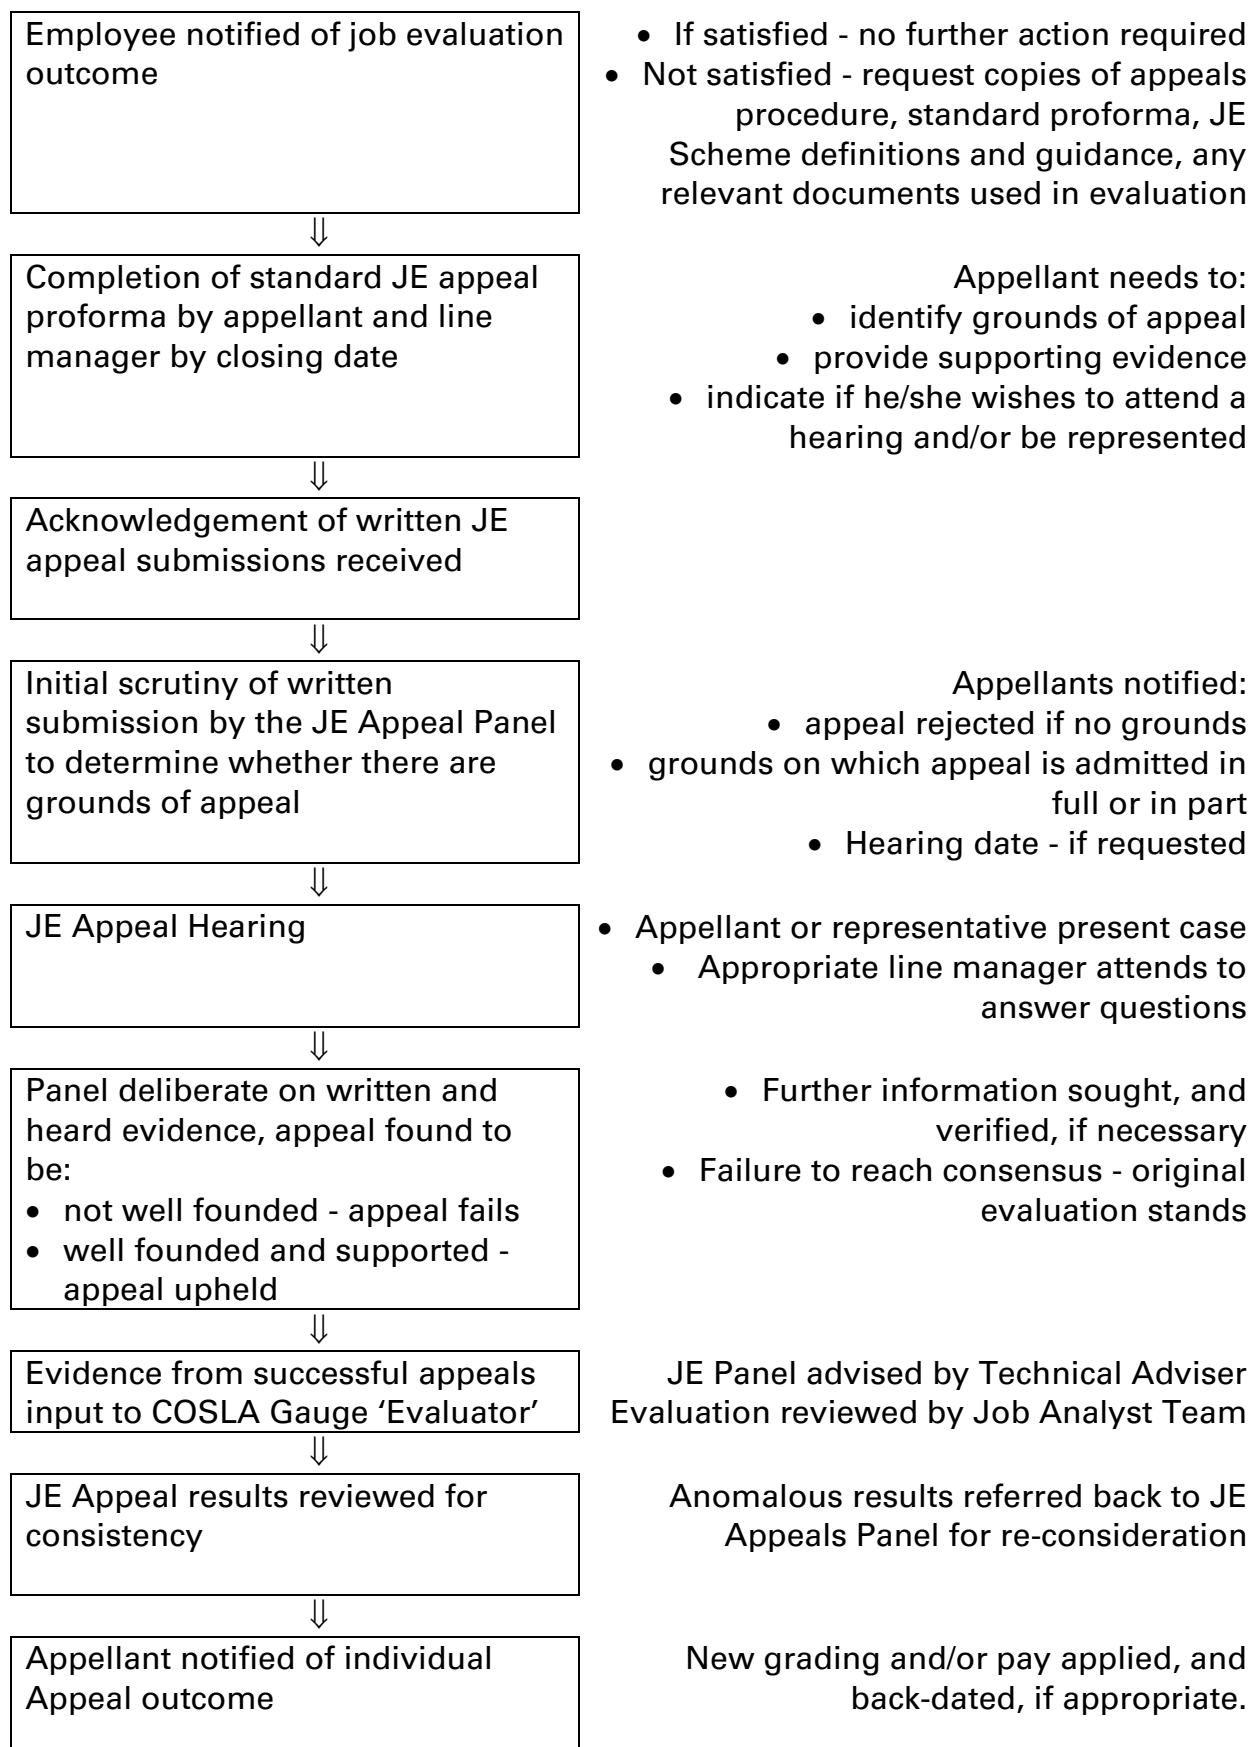 Employee notified of job evaluation
outcome
• If satisfied - no further action required
• Not satisfied - request copies of appeals
procedure, standard proforma, JE
Scheme definitions and guidance, any
relevant documents used in evaluation
⇓
Completion of standard JE appeal
proforma by appellant and line
manager by closing date
Appellant needs to:
• identify grounds of appeal
• provide supporting evidence
• indicate if he/she wishes to attend a
hearing and/or be represented
⇓
Acknowledgement of written JE
appeal submissions received
⇓
Initial scrutiny of written
submission by the JE Appeal Panel
to determine whether there are
grounds of appeal
Appellants notified:
• appeal rejected if no grounds
• grounds on which appeal is admitted in
full or in part
• Hearing date - if requested
⇓
JE Appeal Hearing
• Appellant or representative present case
• Appropriate line manager attends to
answer questions
⇓
Panel deliberate on written and
heard evidence, appeal found to
be:
• not well founded - appeal fails
• well founded and supported -
appeal upheld
• Further information sought, and
verified, if necessary
• Failure to reach consensus - original
evaluation stands
⇓
Evidence from successful appeals
input to COSLA Gauge ‘Evaluator’
JE Panel advised by Technical Adviser
Evaluation reviewed by Job Analyst Team
⇓
JE Appeal results reviewed for
consistency
Anomalous results referred back to JE
Appeals Panel for re-consideration
⇓
Appellant notified of individual
Appeal outcome
New grading and/or pay applied, and
back-dated, if appropriate.